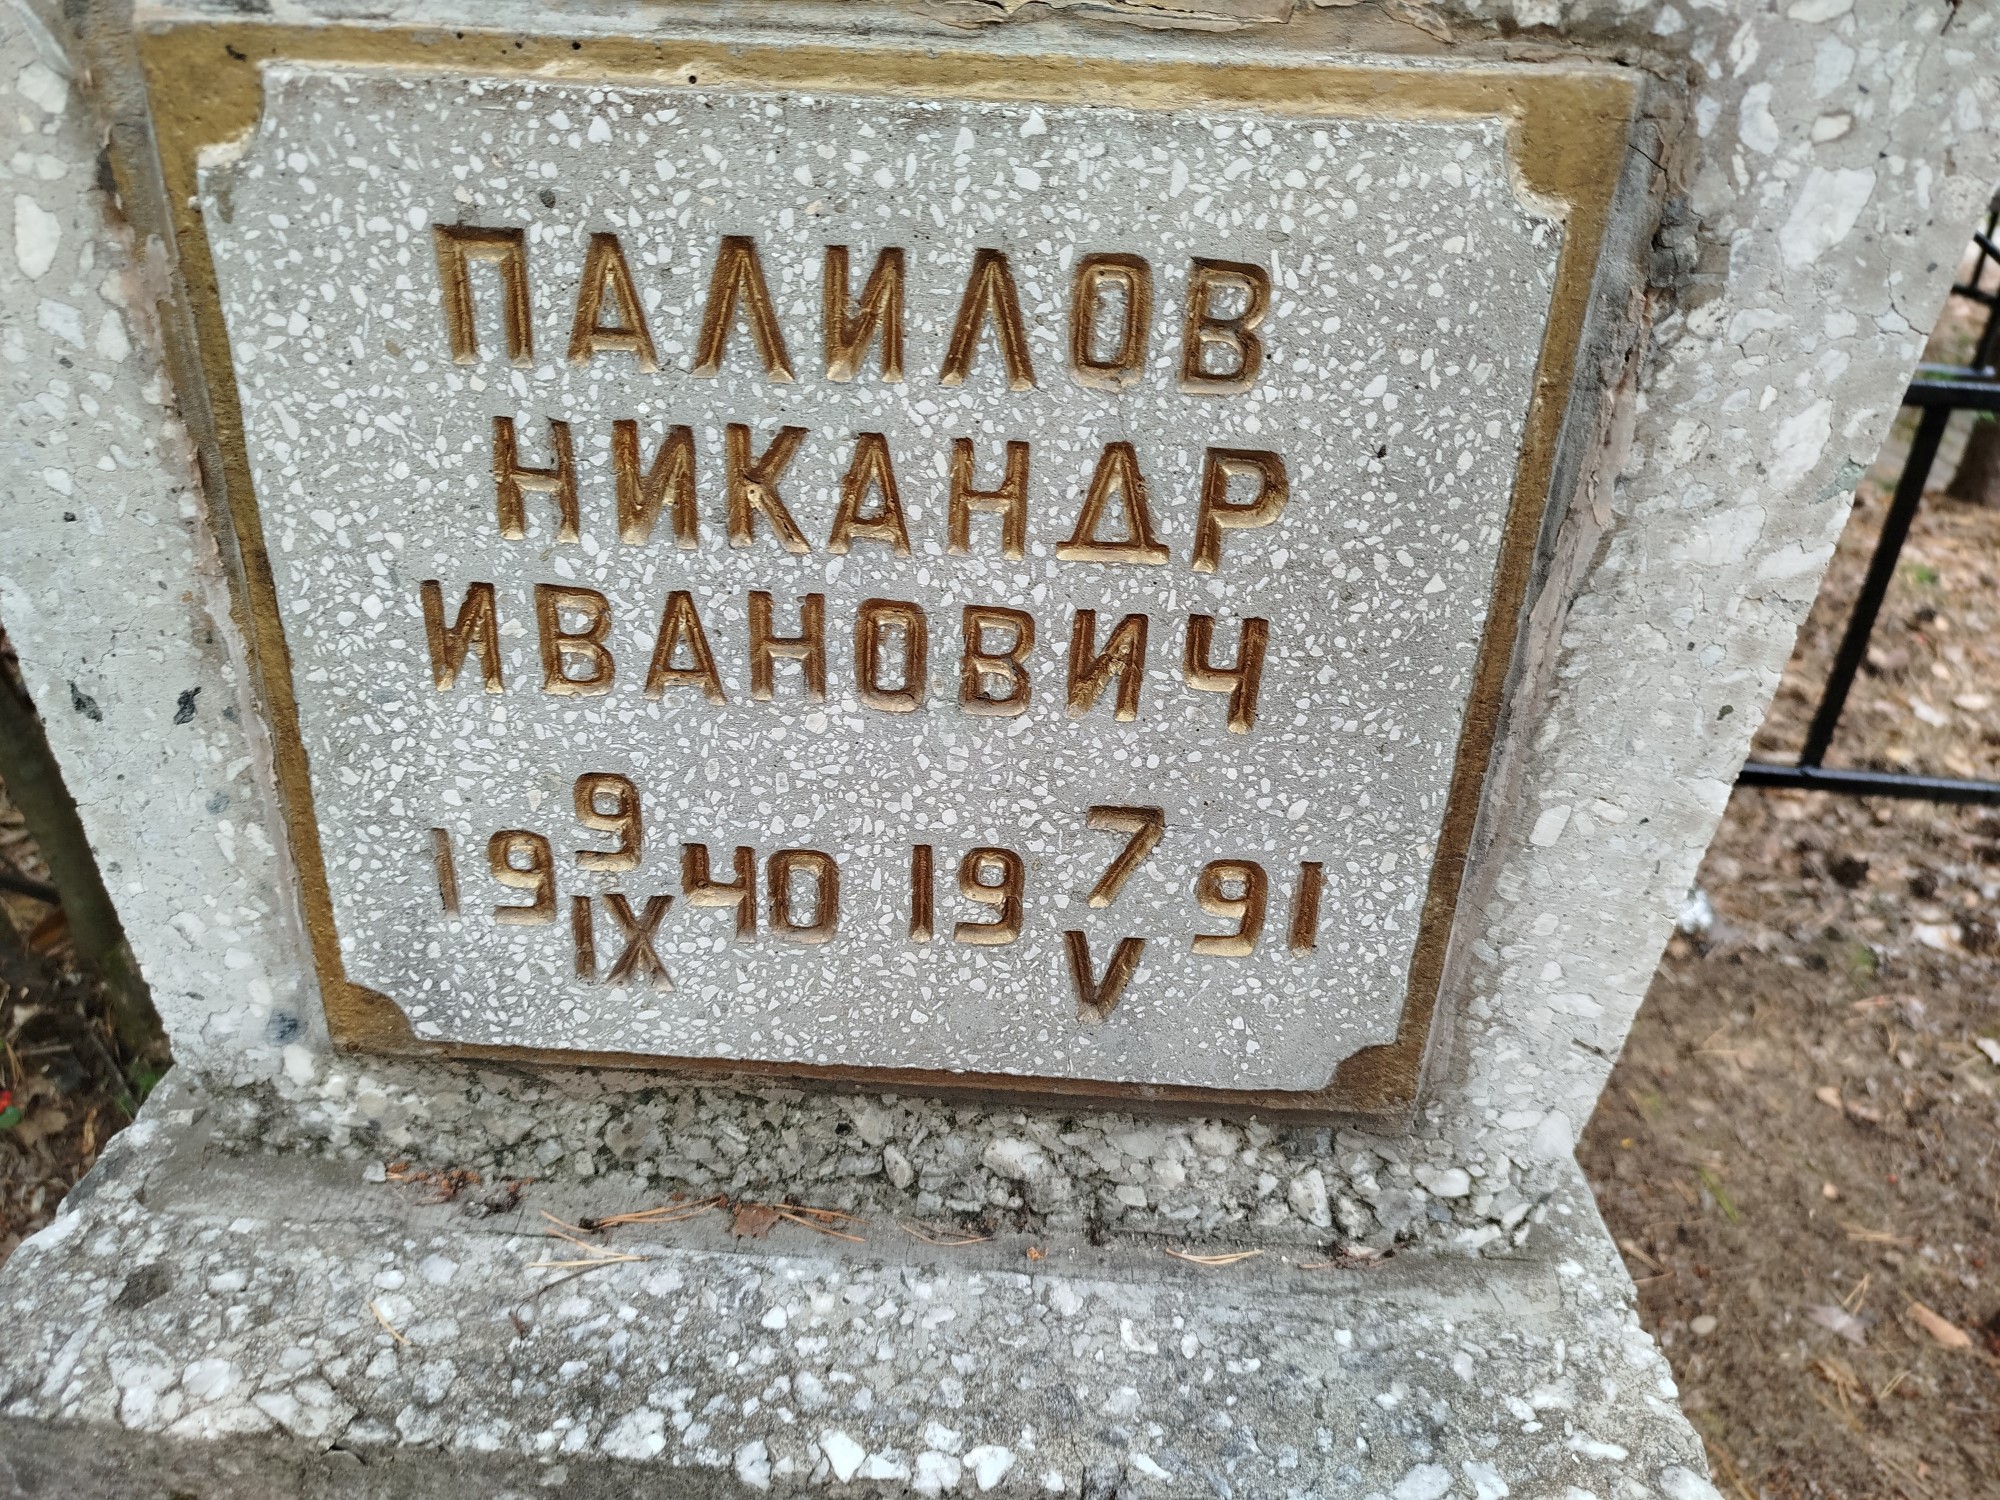 ПАЛИЛОВ
НИКАНДР
ИВАНОВИЧ
19 9/IX 40 19 7/V 91